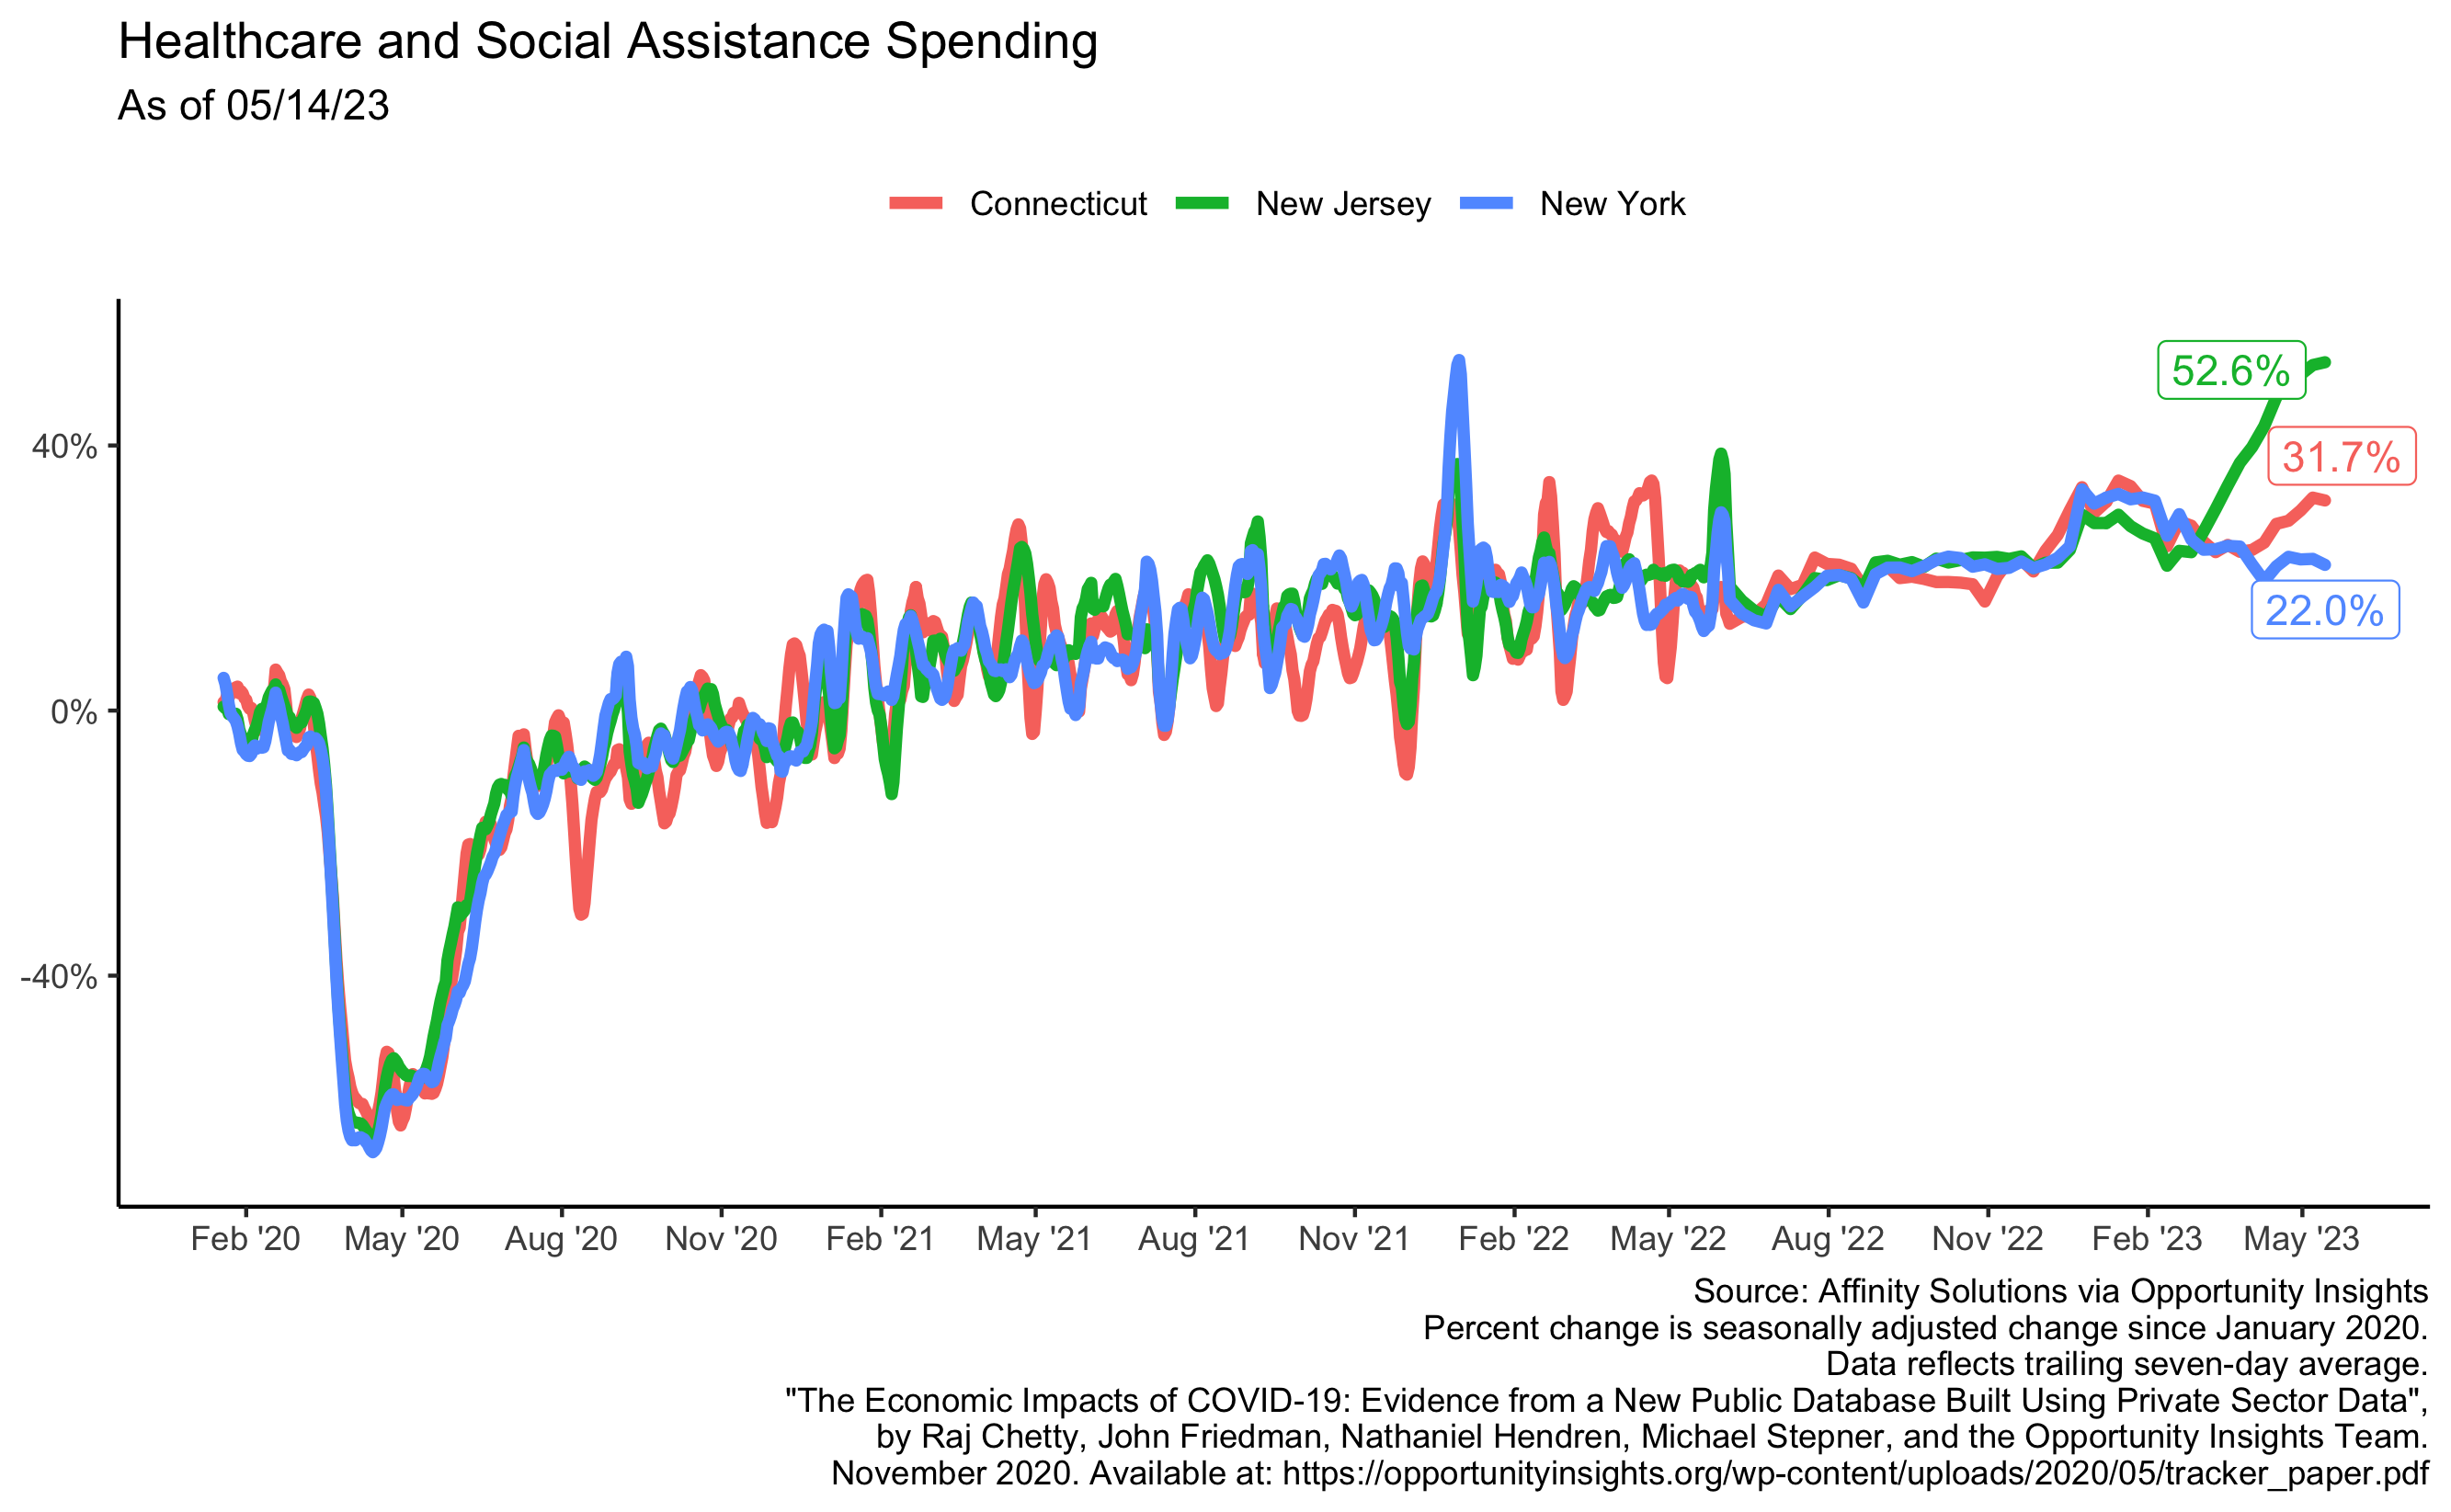 Healthcare and Social Assistance Spending
As of 05/14/23
Connecticut New Jersey New York
52.6%
40%
31.7%
22.0%
0%
-40%
Feb '20 May '20 Aug '20 Nov '20 Feb '21 May '21 Aug '21 Nov '21 Feb '22 May '22 Aug '22 Nov '22 Feb '23 May '23
Source: Affinity Solutions via Opportunity Insights
Percent change is seasonally adjusted change since January 2020.
Data reflects trailing seven-day average.
"The Economic Impacts of COVID-19: Evidence from a New Public Database Built Using Private Sector Data",
by Raj Chetty, John Friedman, Nathaniel Hendren, Michael Stepner, and the Opportunity Insights Team.
November 2020. Available at: https://opportunityinsights.org/wp-content/uploads/2020/05/tracker_paper.pdf